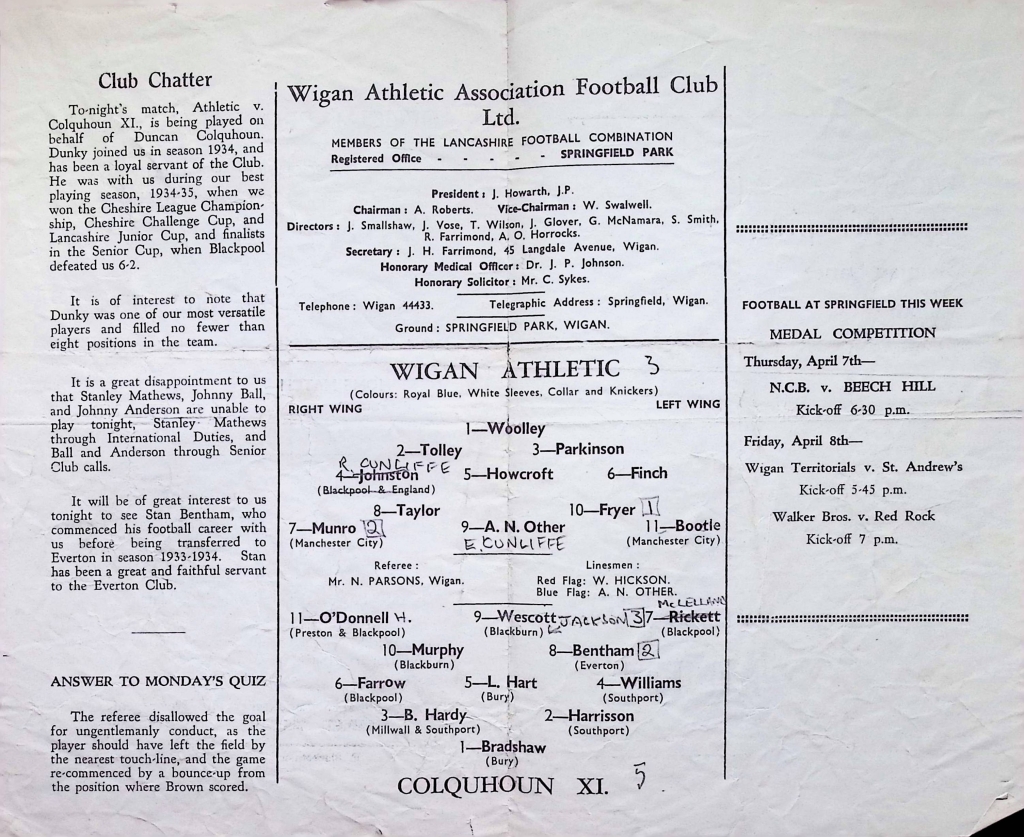 Club Chatter
To-night's match, Athletic v.
Colquhoun XI., is being played on
behalf of Duncan Colquhoun.
Dunky joined us in season 1934, and
has been a loyal servant of the Club.
He was with us during our best
playing season, 1934-35, when we
won the Cheshire League Champion-
ship, Cheshire Challenge Cup, and
Lancashire Junior Cup, and finalists
in the Senior Cup, when Blackpool
defeated us 6-2.
It is of interest to note that
Dunky was one of our most versatile
players and filled no fewer than
eight positions in the team.
It is a great disappointment to us
that Stanley Mathews, Johnny Ball,
and Johnny Anderson are unable to
play tonight, Stanley Mathews
through International Duties, and
Ball and Anderson through Senior
Club calls.
It will be of great interest to us
tonight to see Stan Bentham, who
commenced his football career with
us before being transferred to
Everton in season 1933-1934. Stan
has been a great and faithful servant
to the Everton Club.
ANSWER TO MONDAY'S QUIZ
The referee disallowed the goal
for ungentlemanly conduct, as the
player should have left the field by
the nearest touch-line, and the game
re-commenced by a bounce-up from
the position where Brown scored.
Wigan Athletic Association Football Club
Ltd.
MEMBERS OF THE LANCASHIRE FOOTBALL COMBINATION
Registered Office - - - - - SPRINGFIELD PARK
President : J. Howarth, J.P.
Chairman : A. Roberts. Vice-Chairman : W. Swalwell.
Directors : J. Smallshaw, J. Vose, T. Wilson, J. Glover, G. McNamara, S. Smith,
R. Farrimond, A. O. Horrocks.
Secretary : J. H. Farrimond, 45 Langdale Avenue, Wigan.
Honorary Medical Officer : Dr. J. P. Johnson.
Honorary Solicitor : Mr. C. Sykes.
Telephone : Wigan 44433. Telegraphic Address : Springfield, Wigan.
Ground : SPRINGFIELD PARK, WIGAN.
WIGAN ATHLETIC 3
(Colours: Royal Blue, White Sleeves, Collar and Knickers)
RIGHT WING LEFT WING
1—Woolley
2—Tolley 3—Parkinson
R. CUNLIFFE
4—Johnston 5—Howcroft 6—Finch
(Blackpool & England)
8—Taylor 10—Fryer 1
7—Munro 2 9—A. N. Other 11—Bootle
(Manchester City) E. CUNLIFFE (Manchester City)
Referee : Linesmen :
Mr. N. PARSONS, Wigan. Red Flag: W. HICKSON.
Blue Flag: A. N. OTHER.
McLELLAND
11—O'Donnell H. 9—Wescott JACKSON 3 7—Rickett
(Preston & Blackpool) (Blackburn) (Blackpool)
10—Murphy 8—Bentham 2
(Blackburn) (Everton)
6—Farrow 5—L. Hart 4—Williams
(Blackpool) (Bury) (Southport)
3—B. Hardy 2—Harrisson
(Millwall & Southport) (Southport)
1—Bradshaw
(Bury)
COLQUHOUN XI. 5
FOOTBALL AT SPRINGFIELD THIS WEEK
MEDAL COMPETITION
Thursday, April 7th—
N.C.B. v. BEECH HILL
Kick-off 6-30 p.m.
Friday, April 8th—
Wigan Territorials v. St. Andrew's
Kick-off 5-45 p.m.
Walker Bros. v. Red Rock
Kick-off 7 p.m.